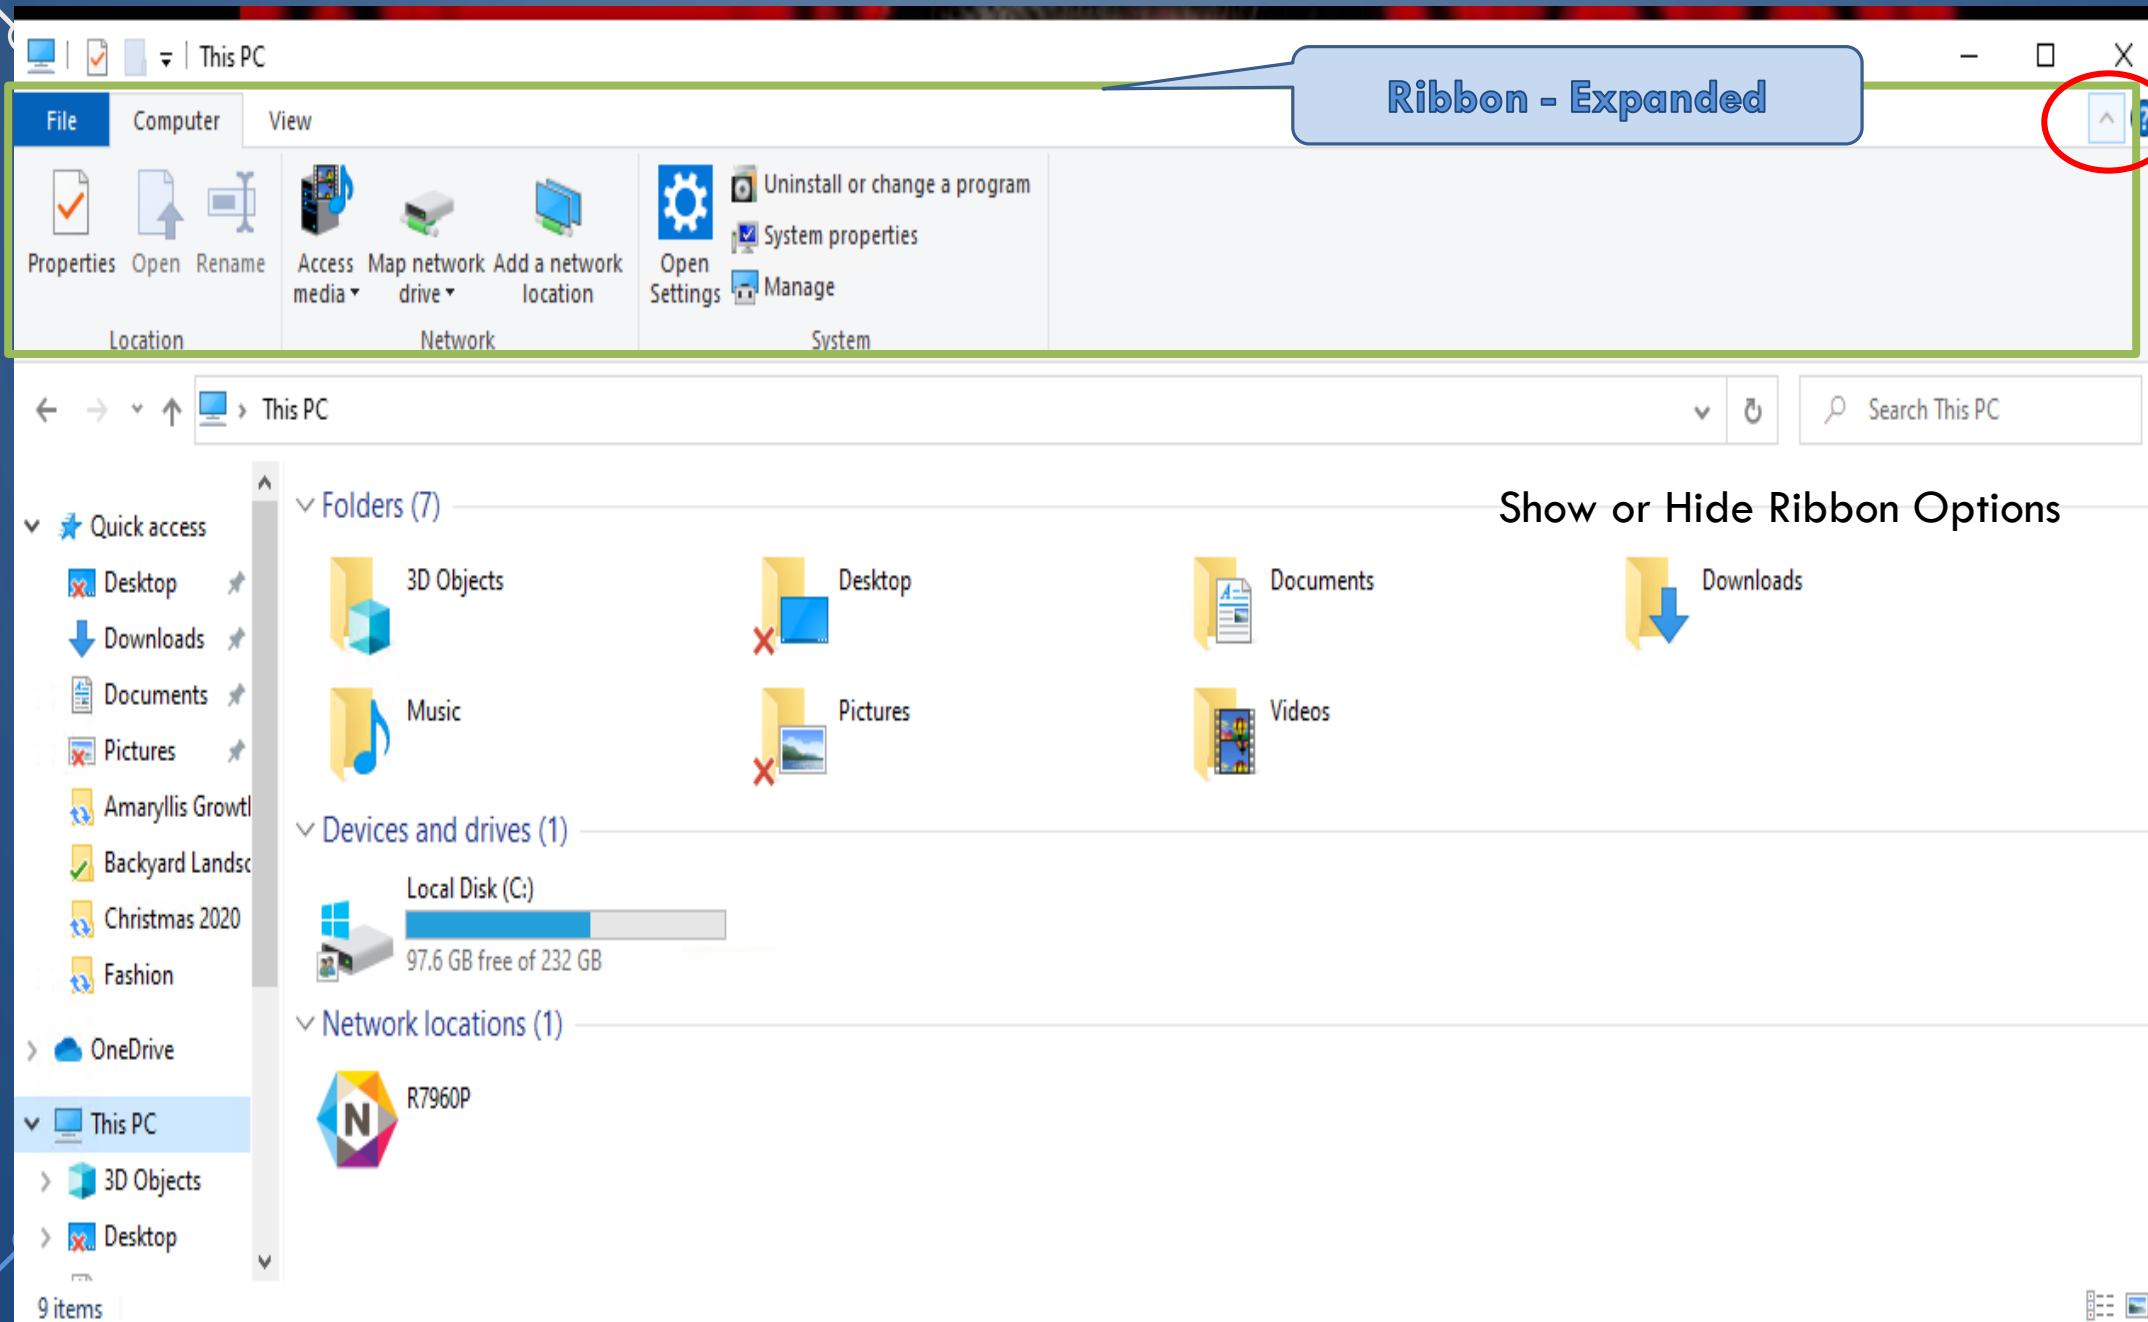 This PC
Ribbon - Expanded
File Computer View
Properties Open Rename
Access media
Map network drive
Add a network location
Open Settings
Uninstall or change a program
System properties
Manage
Location Network System
This PC
Search This PC
Quick access
Desktop
Downloads
Documents
Pictures
Amaryllis Growtl
Backyard Landsc
Christmas 2020
Fashion
OneDrive
This PC
3D Objects
Desktop
Folders (7)
Show or Hide Ribbon Options
3D Objects Desktop Documents Downloads
Music Pictures Videos
Devices and drives (1)
Local Disk (C:)
97.6 GB free of 232 GB
Network locations (1)
N
R7960P
9 items